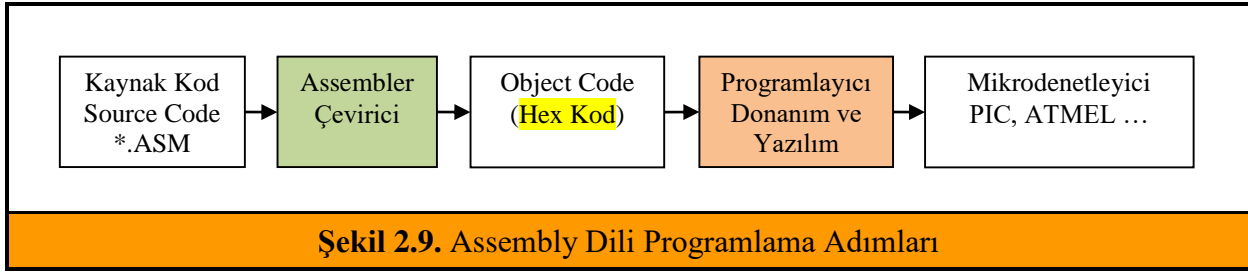 Kaynak Kod
Source Code
*.ASM
Assembler
Çevirici
Object Code
(Hex Kod)
Programlayıcı
Donanım ve
Yazılım
Mikrodenetleyici
PIC, ATMEL …
Şekil 2.9. Assembly Dili Programlama Adımları